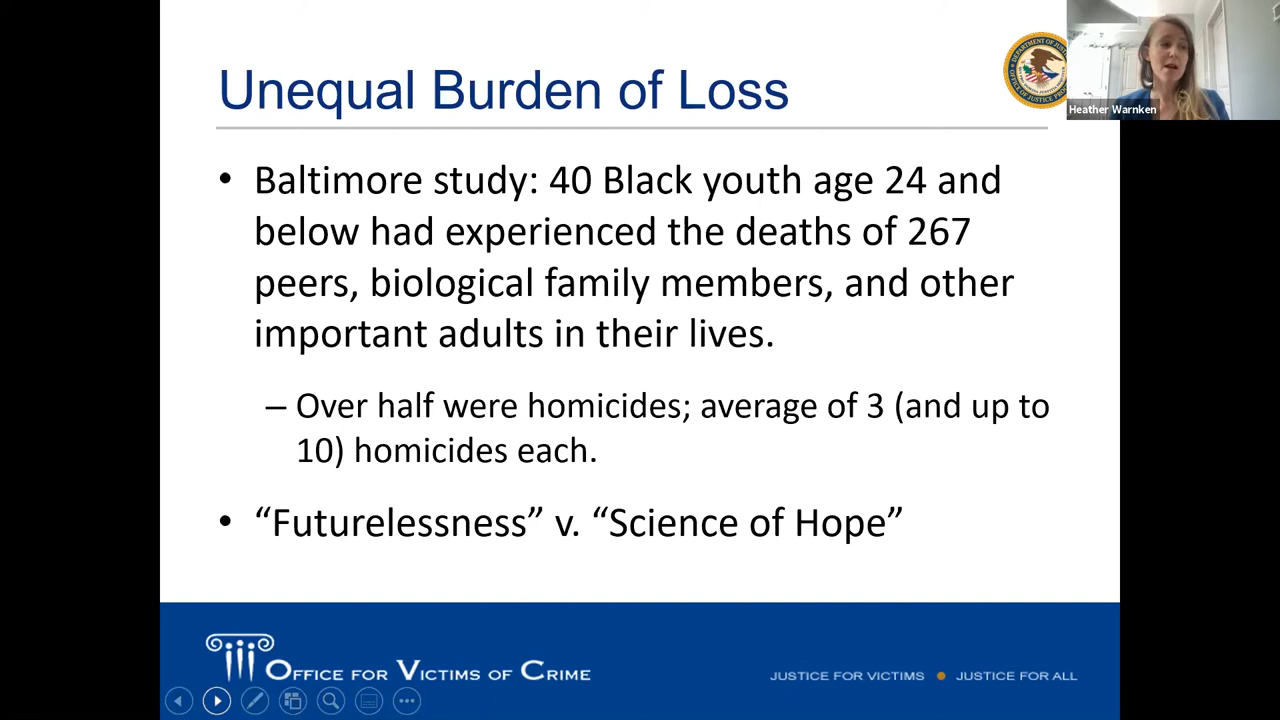 Unequal Burden of Loss
Heather Warnken
• Baltimore study: 40 Black youth age 24 and
below had experienced the deaths of 267
peers, biological family members, and other
important adults in their lives.
– Over half were homicides; average of 3 (and up to
10) homicides each.
• “Futurelessness” v. “Science of Hope”
OFFICE FOR VICTIMS OF CRIME
JUSTICE FOR VICTIMS ● JUSTICE FOR ALL